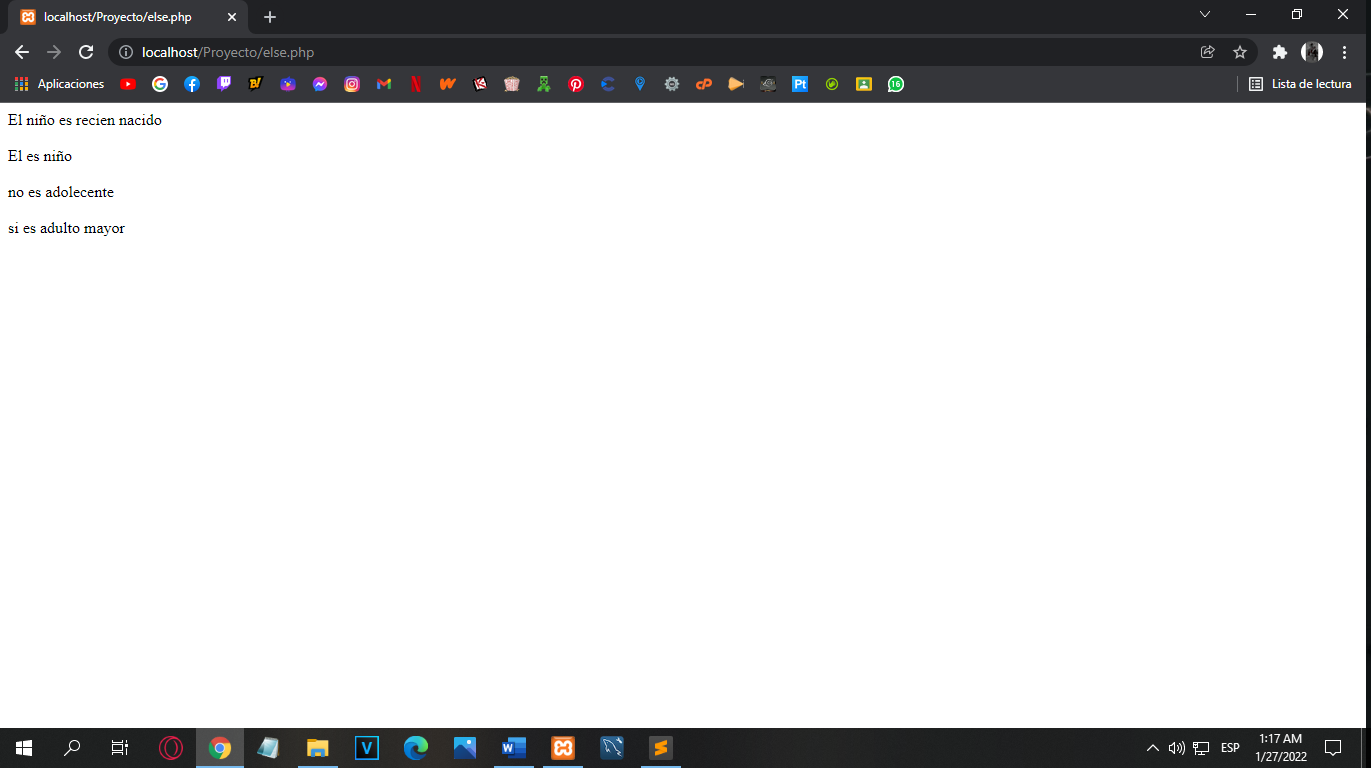 localhost/Proyecto/else.php
localhost/Proyecto/else.php
Aplicaciones
Lista de lectura
El niño es recien nacido
El es niño
no es adolecente
si es adulto mayor
ESP
1:17 AM
1/27/2022